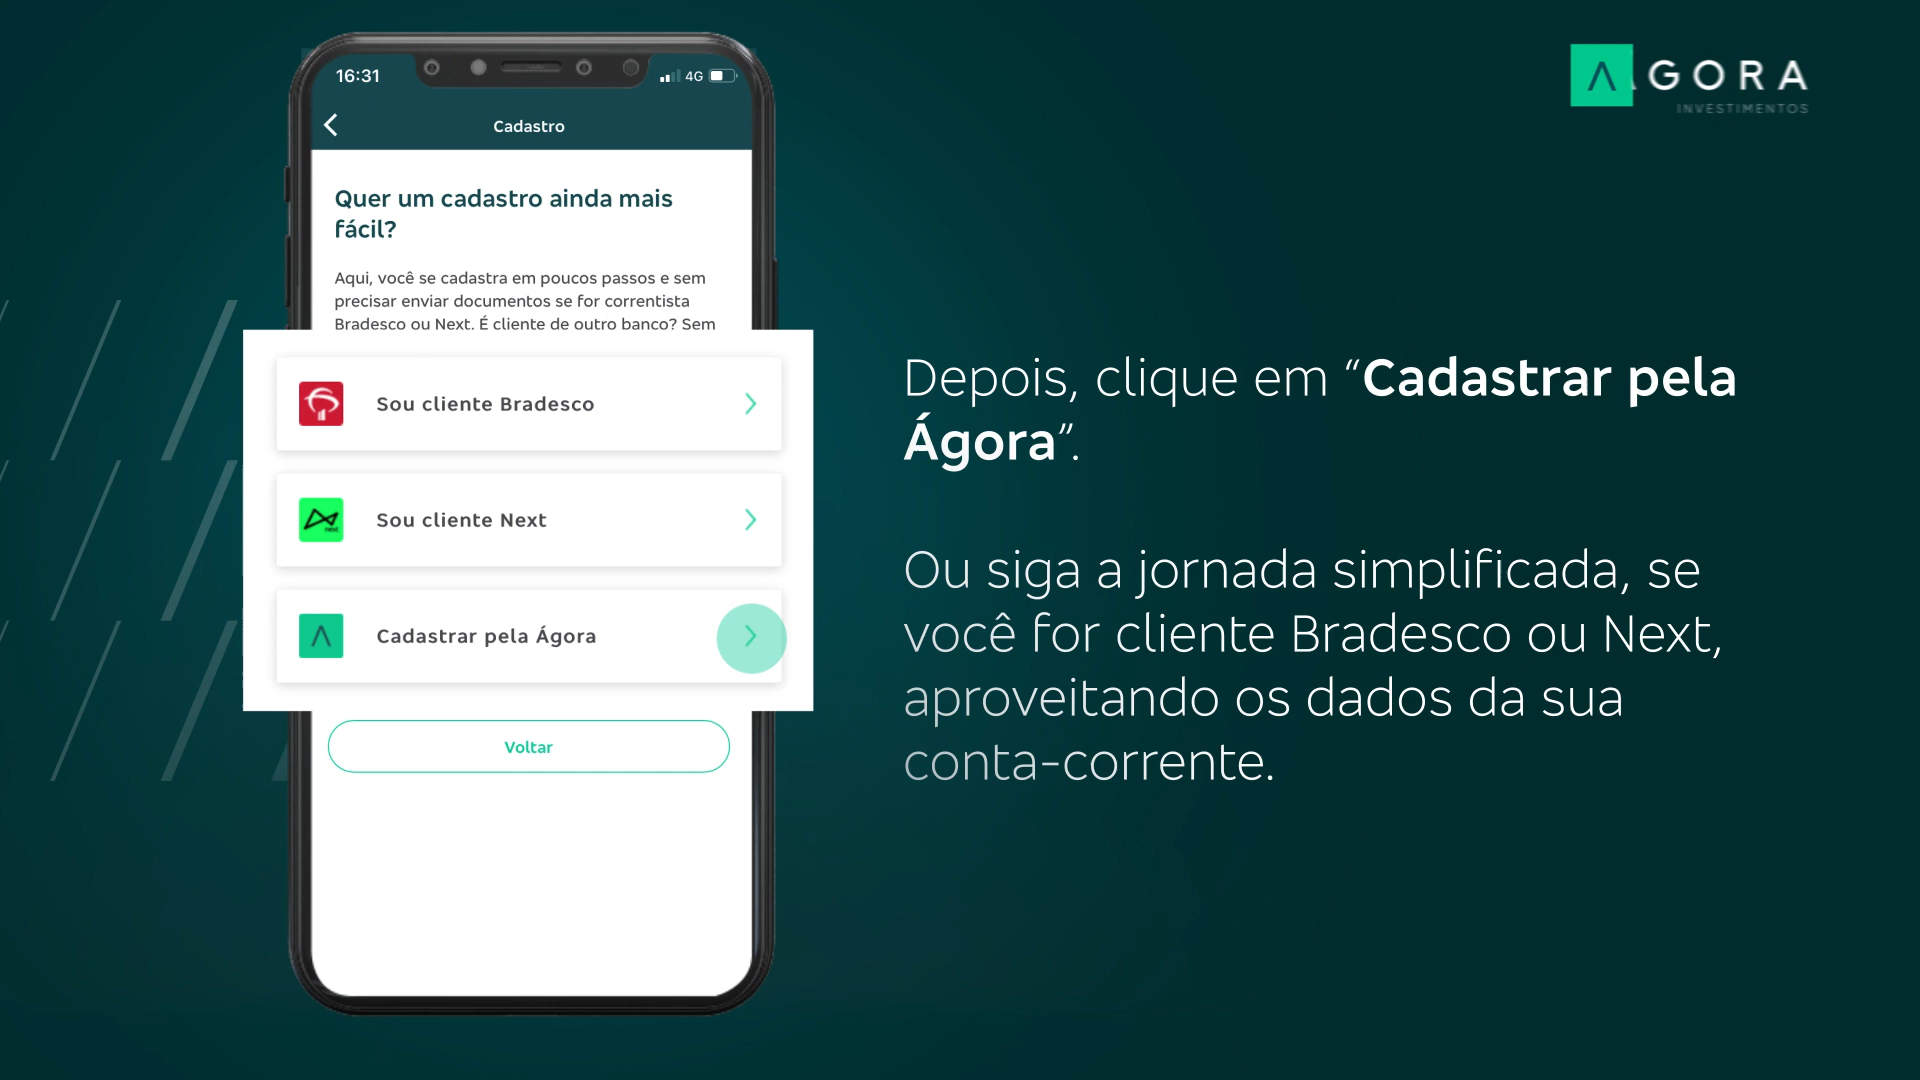 16:31
4G
Cadastro
Quer um cadastro ainda mais
fácil?
Aqui, você se cadastra em poucos passos e sem
precisar enviar documentos se for correntista
Bradesco ou Next. É cliente de outro banco? Sem
Sou cliente Bradesco
next
Sou cliente Next
Cadastrar pela Ágora
Voltar
ÁGORA
INVESTIMENTOS
Depois, clique em “Cadastrar pela
Ágora”.
Ou siga a jornada simplificada, se
você for cliente Bradesco ou Next,
aproveitando os dados da sua
conta-corrente.